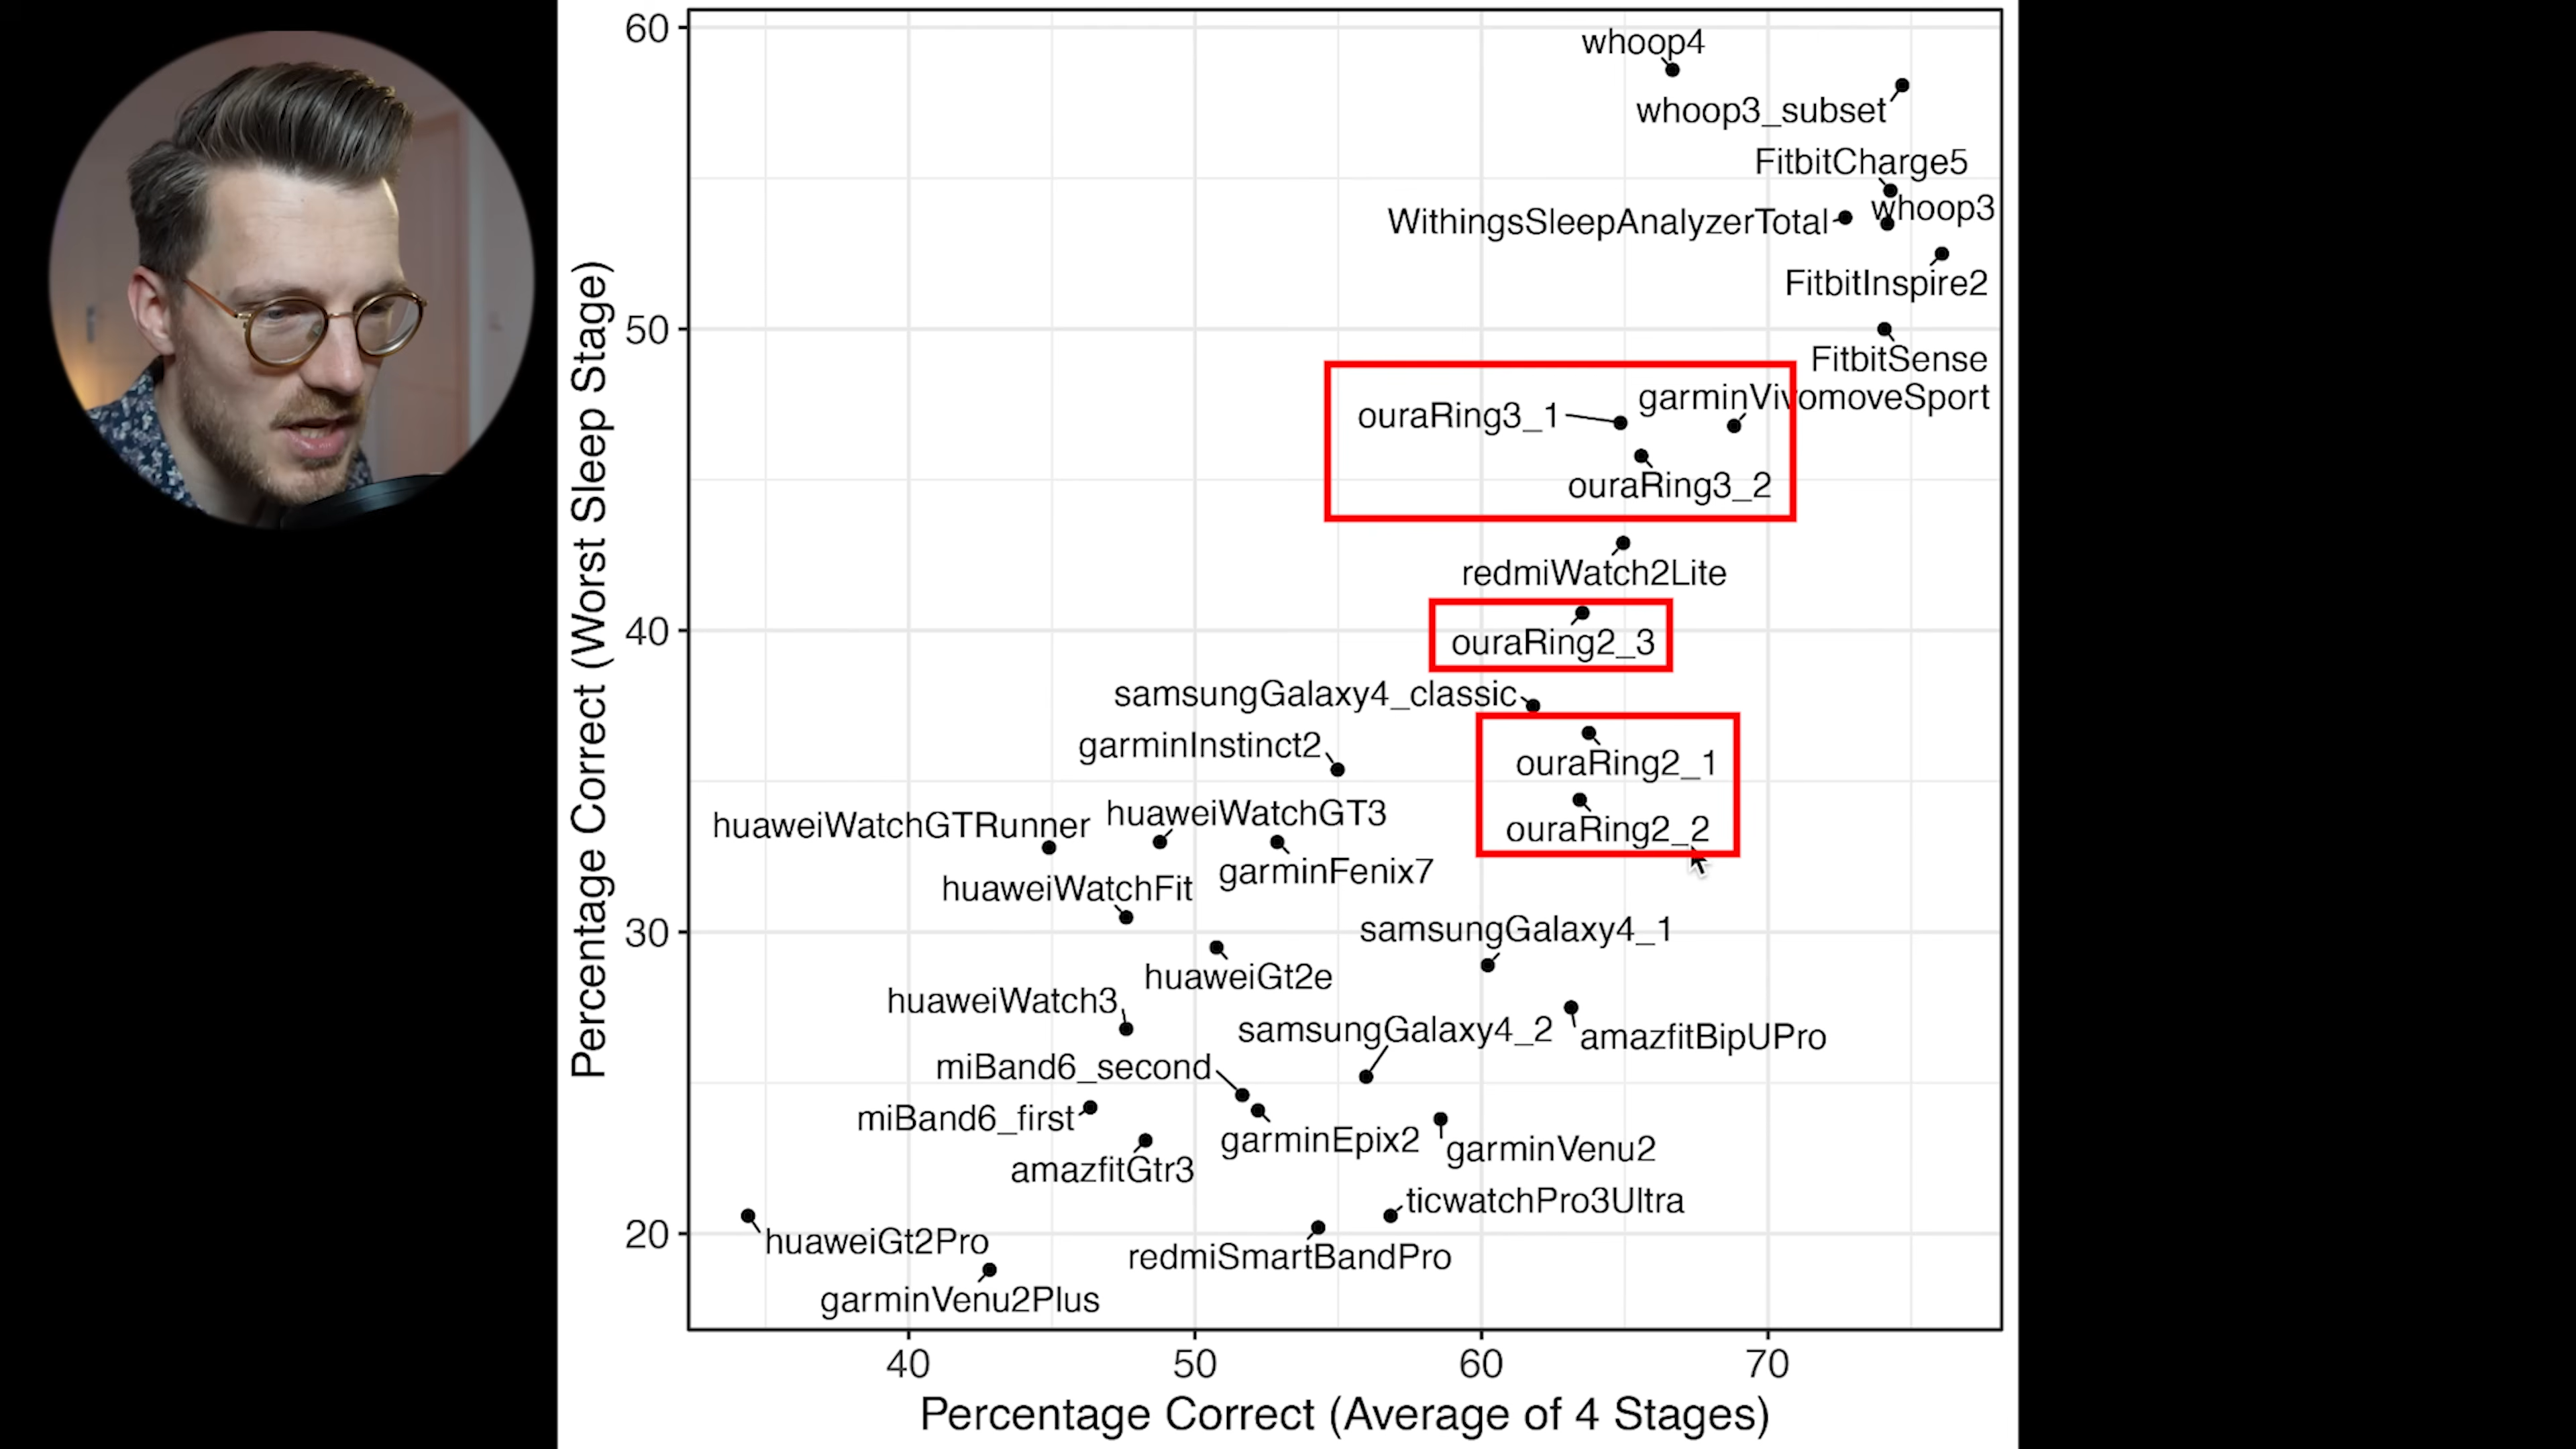 60
whoop4
whoop3_subset
FitbitCharge5
whoop3
WithingsSleepAnalyzerTotal
FitbitInspire2
50
FitbitSense
garminVivomoveSport
ouraRing3_1
ouraRing3_2
redmiWatch2Lite
40
ouraRing2_3
samsungGalaxy4_classic
garminInstinct2
ouraRing2_1
huaweiWatchGT3
huaweiWatchGTRunner
ouraRing2_2
garminFenix7
huaweiWatchFit
30
samsungGalaxy4_1
huaweiGt2e
huaweiWatch3
samsungGalaxy4_2
amazfitBipUPro
miBand6_second
miBand6_first
garminEpix2
garminVenu2
amazfitGtr3
ticwatchPro3Ultra
20
huaweiGt2Pro
redmiSmartBandPro
garminVenu2Plus
40 50 60 70
Percentage Correct (Average of 4 Stages)
Percentage Correct (Worst Sleep Stage)